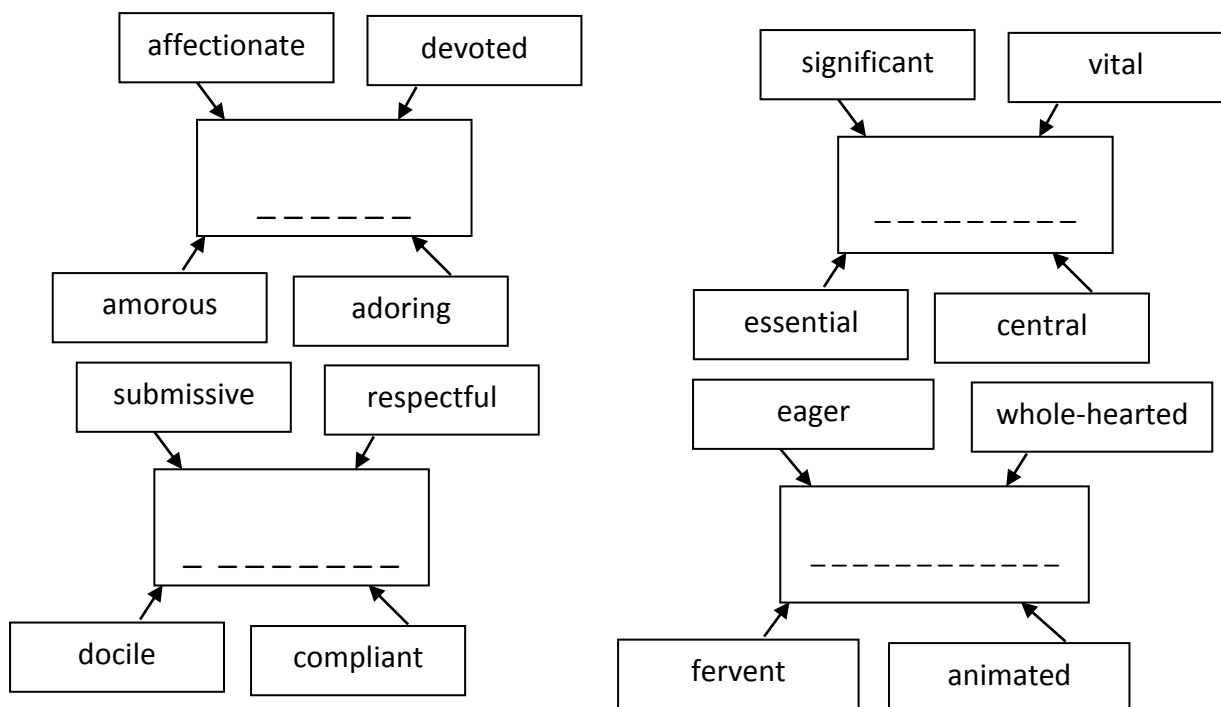 affectionate
devoted
_ _ _ _ _ _
amorous
adoring
significant
vital
_ _ _ _ _ _ _ _ _
essential
central
submissive
respectful
_ _ _ _ _ _ _ _
docile
compliant
eager
whole-hearted
_ _ _ _ _ _ _ _ _ _ _ _
fervent
animated